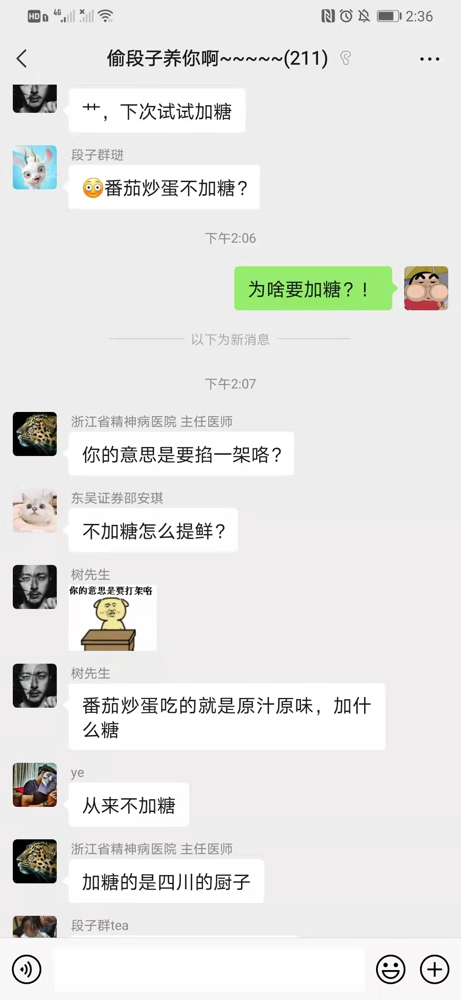 HD 1 4G 2:36
偷段子养你啊~~~~~(211)
艹，下次试试加糖
段子群琎
😳番茄炒蛋不加糖？
下午2:06
为啥要加糖？！
以下为新消息
下午2:07
浙江省精神病医院 主任医师
你的意思是要掐一架咯？
东吴证券邵安琪
不加糖怎么提鲜？
树先生
你的意思是要打架咯
树先生
番茄炒蛋吃的就是原汁原味，加什
么糖
ye
从来不加糖
浙江省精神病医院 主任医师
加糖的是四川的厨子
段子群tea